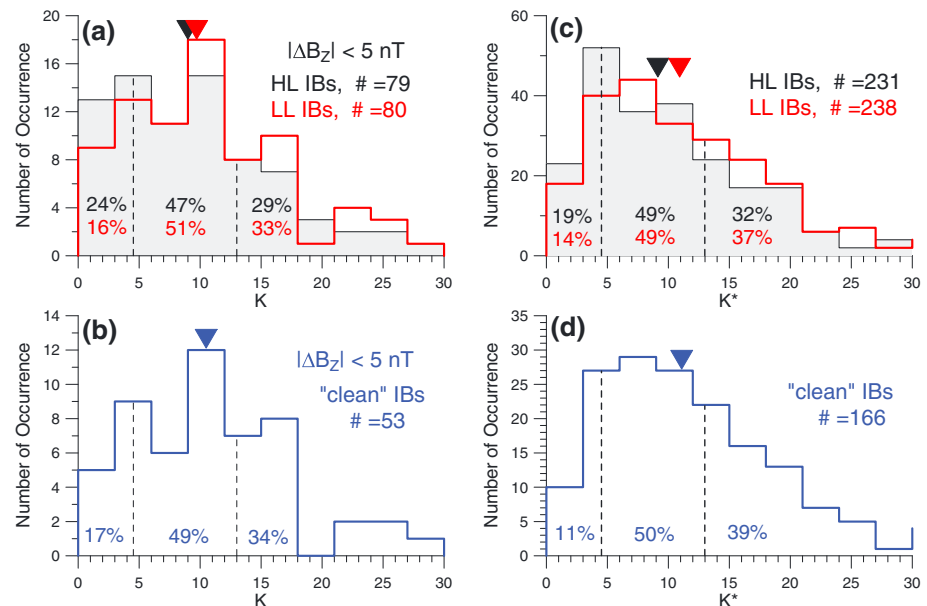 (a)
|ΔBZ| < 5 nT
HL IBs, # =79
LL IBs, # =80
24% 47% 29%
16% 51% 33%
Number of Occurrence
20
16
12
8
4
0
0 5 10 15 20 25 30
K
(c)
HL IBs, # =231
LL IBs, # =238
19% 49% 32%
14% 49% 37%
Number of Occurrence
60
40
20
0
0 5 10 15 20 25 30
K*
(b)
|ΔBZ| < 5 nT
"clean" IBs
# =53
17% 49% 34%
Number of Occurrence
14
12
10
8
6
4
2
0
0 5 10 15 20 25 30
K
(d)
"clean" IBs
# =166
11% 50% 39%
Number of Occurrence
35
30
25
20
15
10
5
0
0 5 10 15 20 25 30
K*